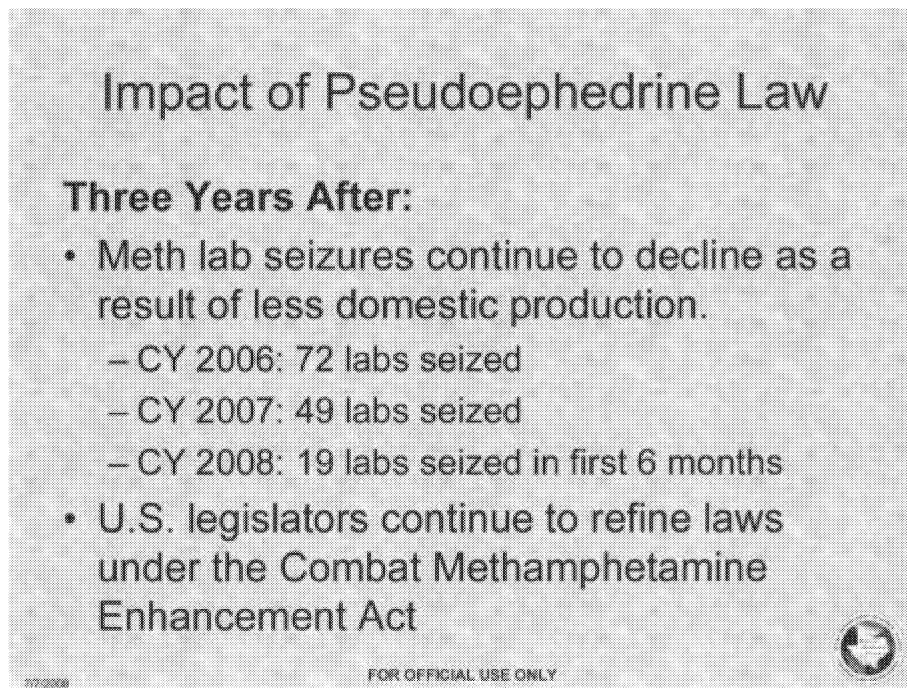 Impact of Pseudoephedrine Law
Three Years After:
• Meth lab seizures continue to decline as a
result of less domestic production.
– CY 2006: 72 labs seized
– CY 2007: 49 labs seized
– CY 2008: 19 labs seized in first 6 months
• U.S. legislators continue to refine laws
under the Combat Methamphetamine
Enhancement Act
FOR OFFICIAL USE ONLY